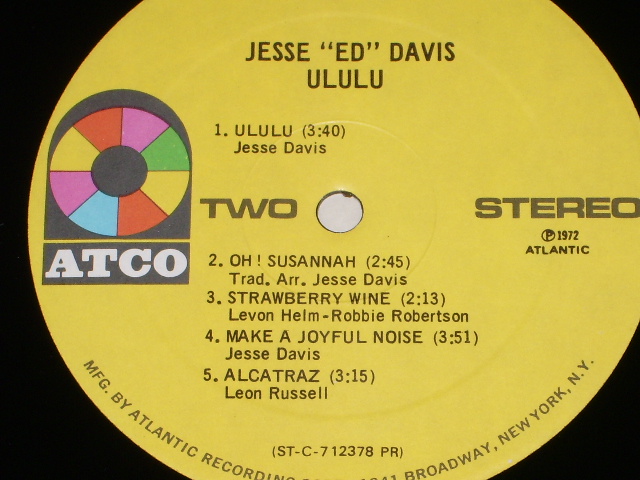 JESSE "ED" DAVIS
ULULU
1. ULULU (3:40)
Jesse Davis
TWO
STEREO
Ⓟ1972
ATLANTIC
ATCO
2. OH! SUSANNAH (2:45)
Trad. Arr. Jesse Davis
3. STRAWBERRY WINE (2:13)
Levon Helm-Robbie Robertson
4. MAKE A JOYFUL NOISE (3:51)
Jesse Davis
5. ALCATRAZ (3:15)
Leon Russell
(ST-C-712378 PR)
MFG. BY ATLANTIC RECORDING BROADWAY, NEW YORK, N.Y.